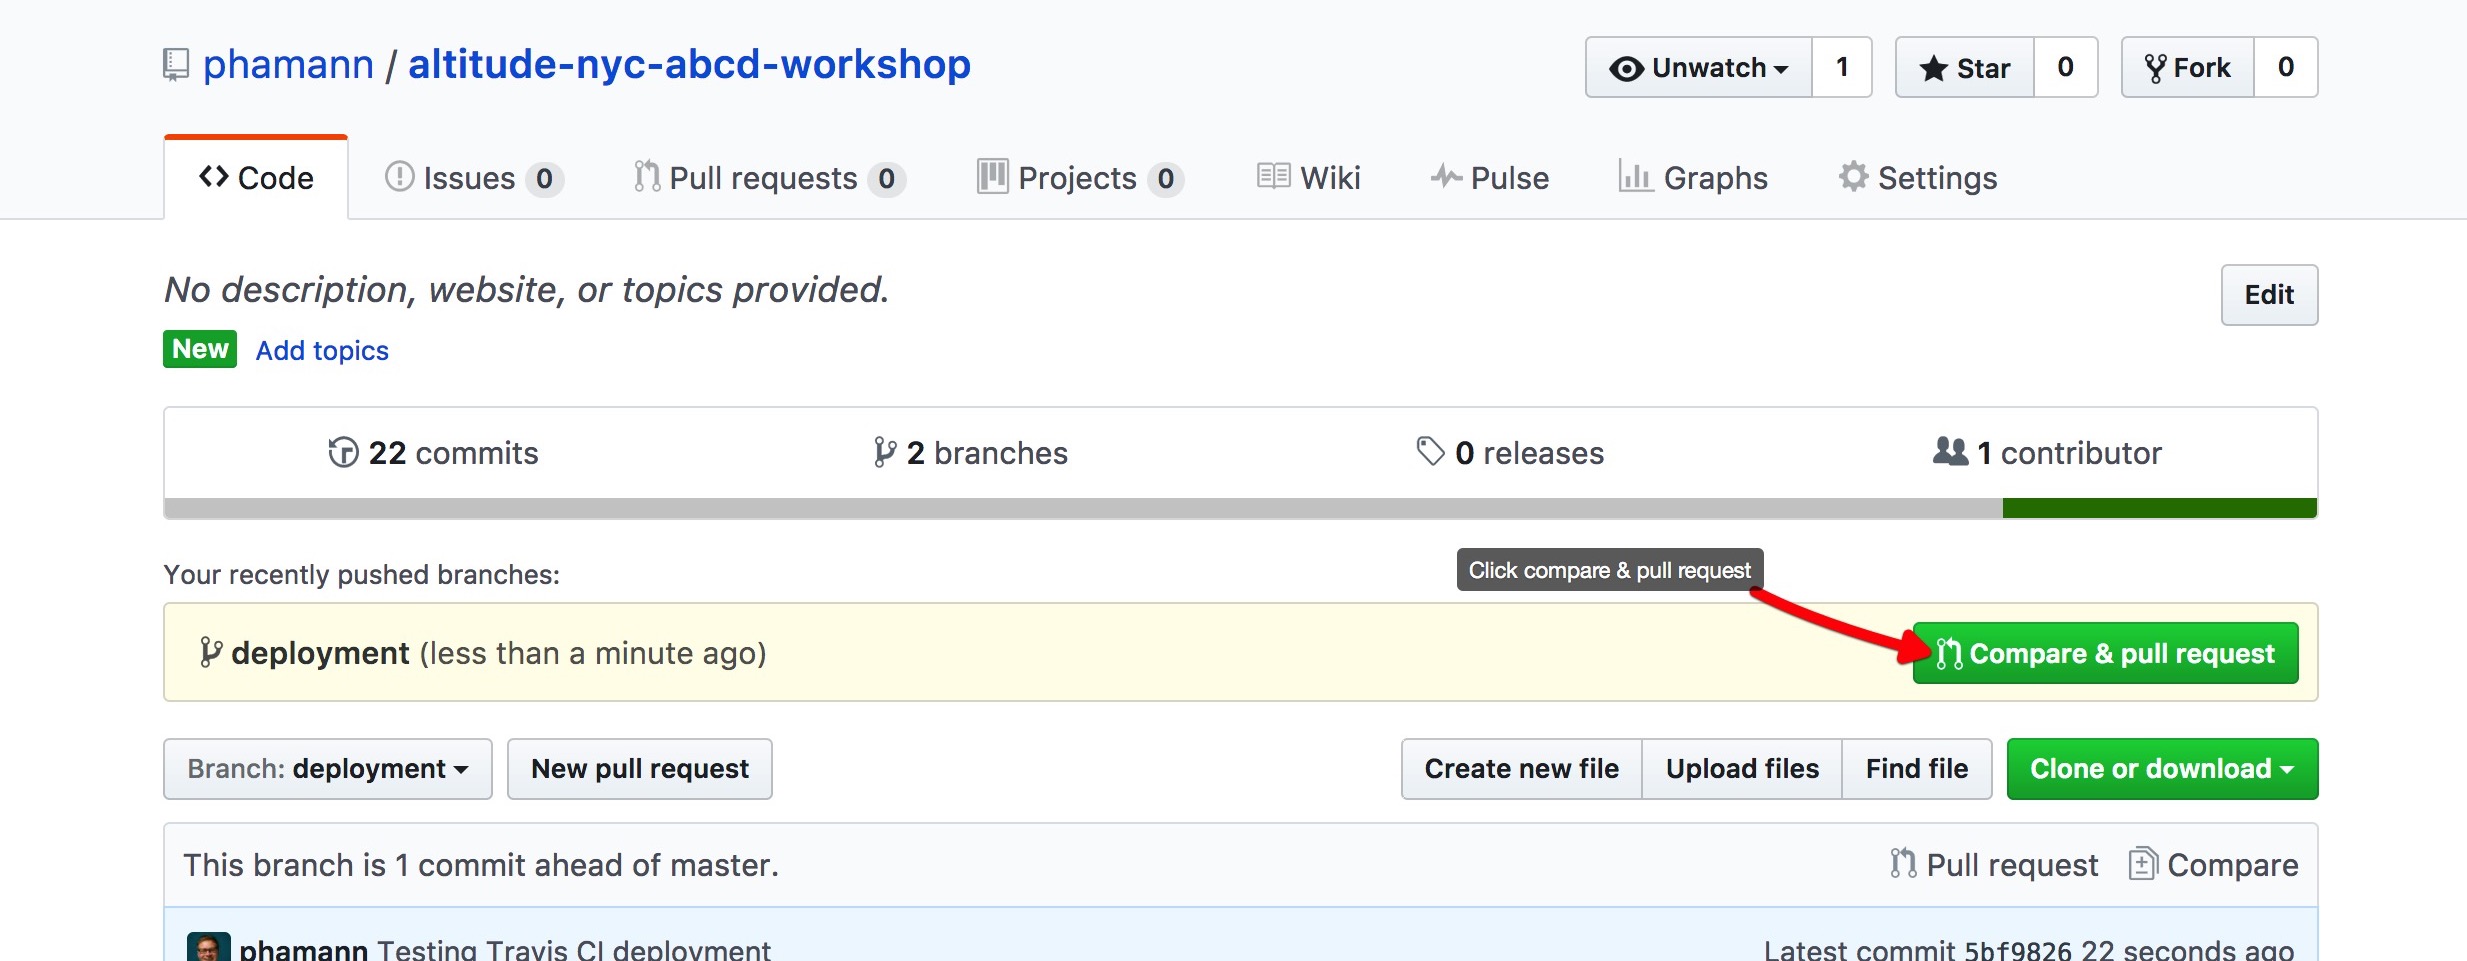 phamann / altitude-nyc-abcd-workshop
Unwatch 1 Star 0 Fork 0
Code Issues 0 Pull requests 0 Projects 0 Wiki Pulse Graphs Settings
No description, website, or topics provided.
Edit
New Add topics
22 commits 2 branches 0 releases 1 contributor
Your recently pushed branches:
Click compare & pull request
deployment (less than a minute ago)
Compare & pull request
Branch: deployment New pull request Create new file Upload files Find file Clone or download
This branch is 1 commit ahead of master. Pull request Compare
phamann Testing Travis CI deployment Latest commit 5bf9826 22 seconds ago